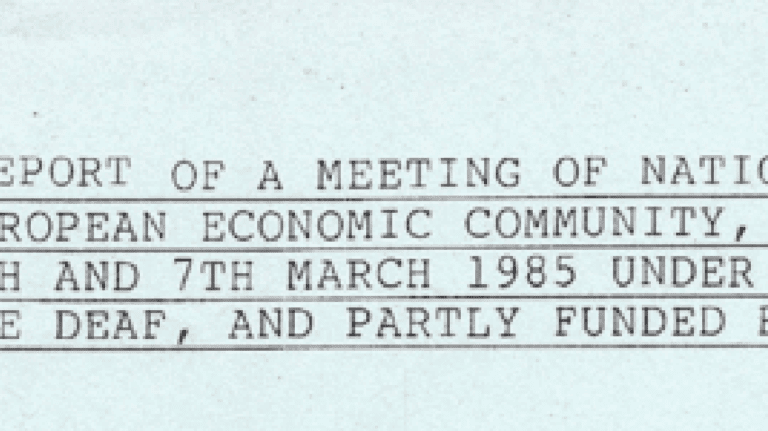 EPORT OF A MEETING OF NATIO
ROPEAN ECONOMIC COMMUNITY,
H AND 7TH MARCH 1985 UNDER
E DEAF, AND PARTLY FUNDED